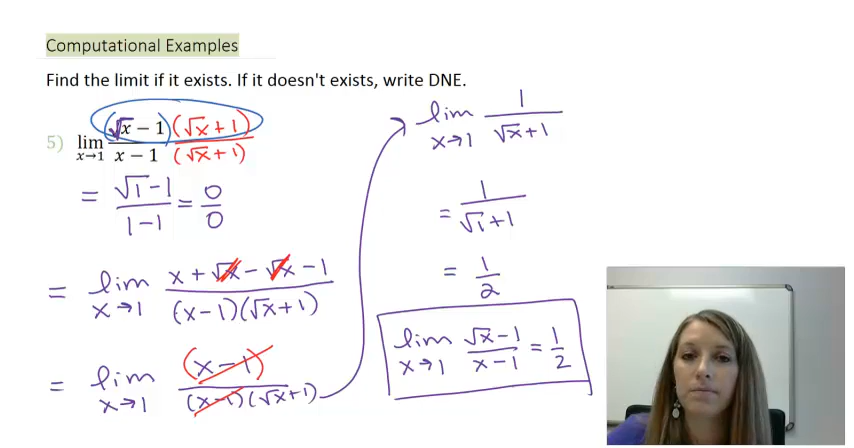 Computational Examples
Find the limit if it exists. If it doesn't exists, write DNE.
5) lim x→1 (√x − 1)(√x + 1) / x − 1 (√x + 1)
= √1 − 1 / 1 − 1 = 0/0
= lim x→1 x + √x − √x − 1 / (x − 1)(√x + 1)
= lim x→1 (x − 1) / (x − 1)(√x + 1)
lim x→1 1 / √x + 1
= 1 / √1 + 1
= 1/2
lim x→1 √x − 1 / x − 1 = 1/2